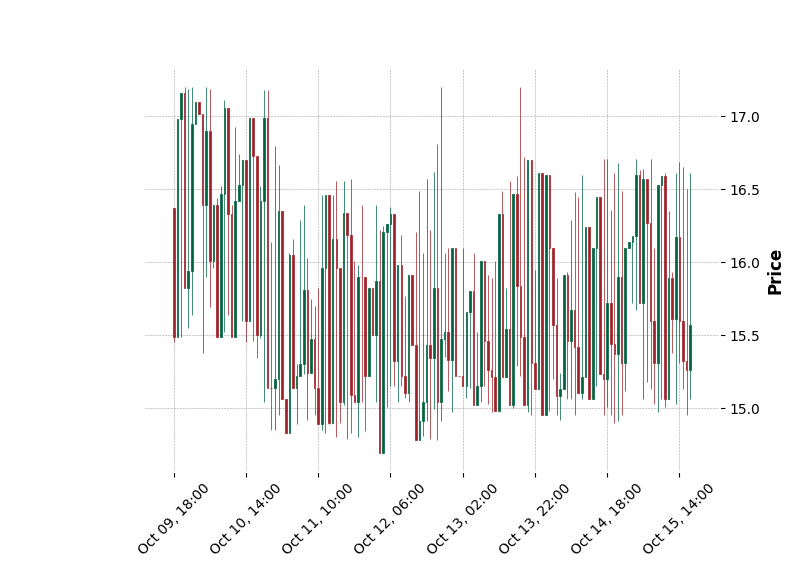 17.0
16.5
16.0
15.5
15.0
Price
Oct 09, 18:00
Oct 10, 14:00
Oct 11, 10:00
Oct 12, 06:00
Oct 13, 02:00
Oct 13, 22:00
Oct 14, 18:00
Oct 15, 14:00